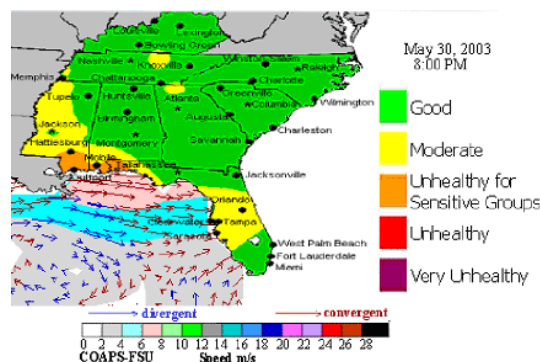 Louisville
Lexington
Bowling Green
Nashville
Knoxville
Winston-Salem
Raleigh
Memphis
Chattanooga
Charlotte
Tupelo
Huntsville
Atlanta
Greenville
Columbia
Wilmington
Birmingham
Augusta
Jackson
Charleston
Hattiesburg
Montgomery
Savannah
Mobile
Tallahassee
Gulfport
Jacksonville
Orlando
Clearwater
Tampa
Sarasota
West Palm Beach
Fort Lauderdale
Miami
May 30, 2003
8:00 PM
Good
Moderate
Unhealthy for
Sensitive Groups
Unhealthy
Very Unhealthy
divergent
convergent
0 2 4 6 8 10 12 14 16 18 20 22 24 26 28
COAPS-FSU Speed m/s